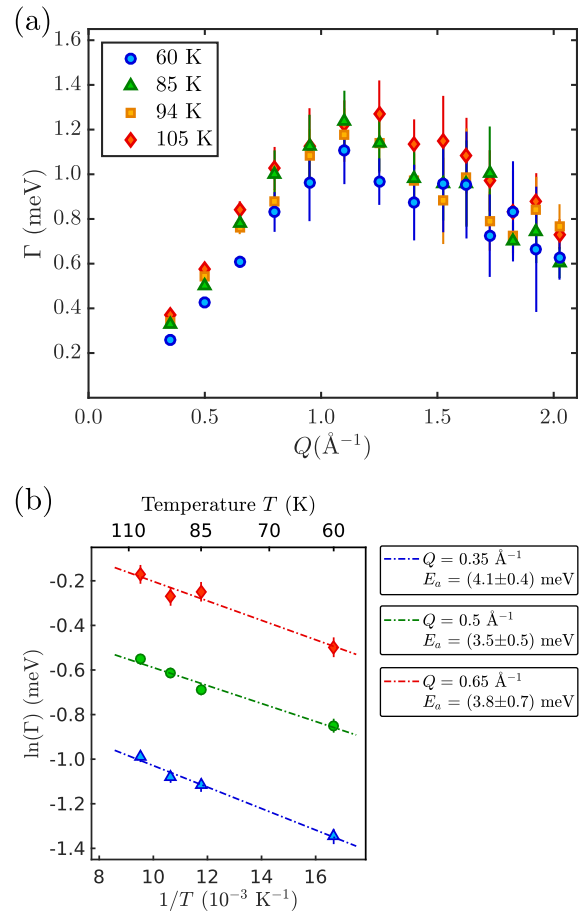 (a)
1.6
1.4
1.2
1.0
0.8
0.6
0.4
0.2
Γ (meV)
60 K
85 K
94 K
105 K
0.0 0.5 1.0 1.5 2.0
Q(Å⁻¹)
(b)
Temperature T (K)
110 85 70 60
-0.2
-0.4
-0.6
-0.8
-1.0
-1.2
-1.4
ln(Γ) (meV)
8 10 12 14 16
1/T (10⁻³ K⁻¹)
Q = 0.35 Å⁻¹
Eₐ = (4.1±0.4) meV
Q = 0.5 Å⁻¹
Eₐ = (3.5±0.5) meV
Q = 0.65 Å⁻¹
Eₐ = (3.8±0.7) meV